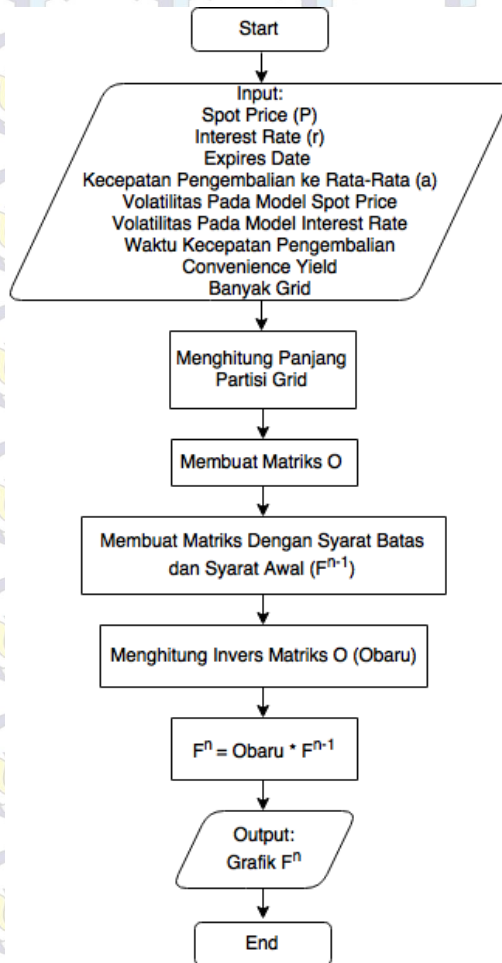 Start
Input:
Spot Price (P)
Interest Rate (r)
Expires Date
Kecepatan Pengembalian ke Rata-Rata (a)
Volatilitas Pada Model Spot Price
Volatilitas Pada Model Interest Rate
Waktu Kecepatan Pengembalian
Convenience Yield
Banyak Grid
Menghitung Panjang
Partisi Grid
Membuat Matriks O
Membuat Matriks Dengan Syarat Batas
dan Syarat Awal (Fⁿ⁻¹)
Menghitung Invers Matriks O (Obaru)
Fⁿ = Obaru * Fⁿ⁻¹
Output:
Grafik Fⁿ
End